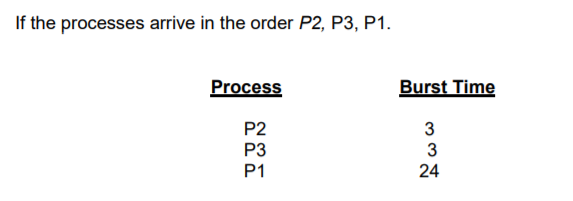 If the processes arrive in the order P2, P3, P1.
Process Burst Time
P2 3
P3 3
P1 24